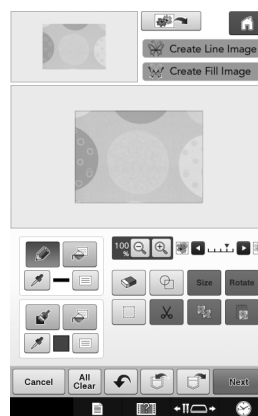 Create Line Image
Create Fill Image
100 %
Size Rotate
Cancel All Clear Next